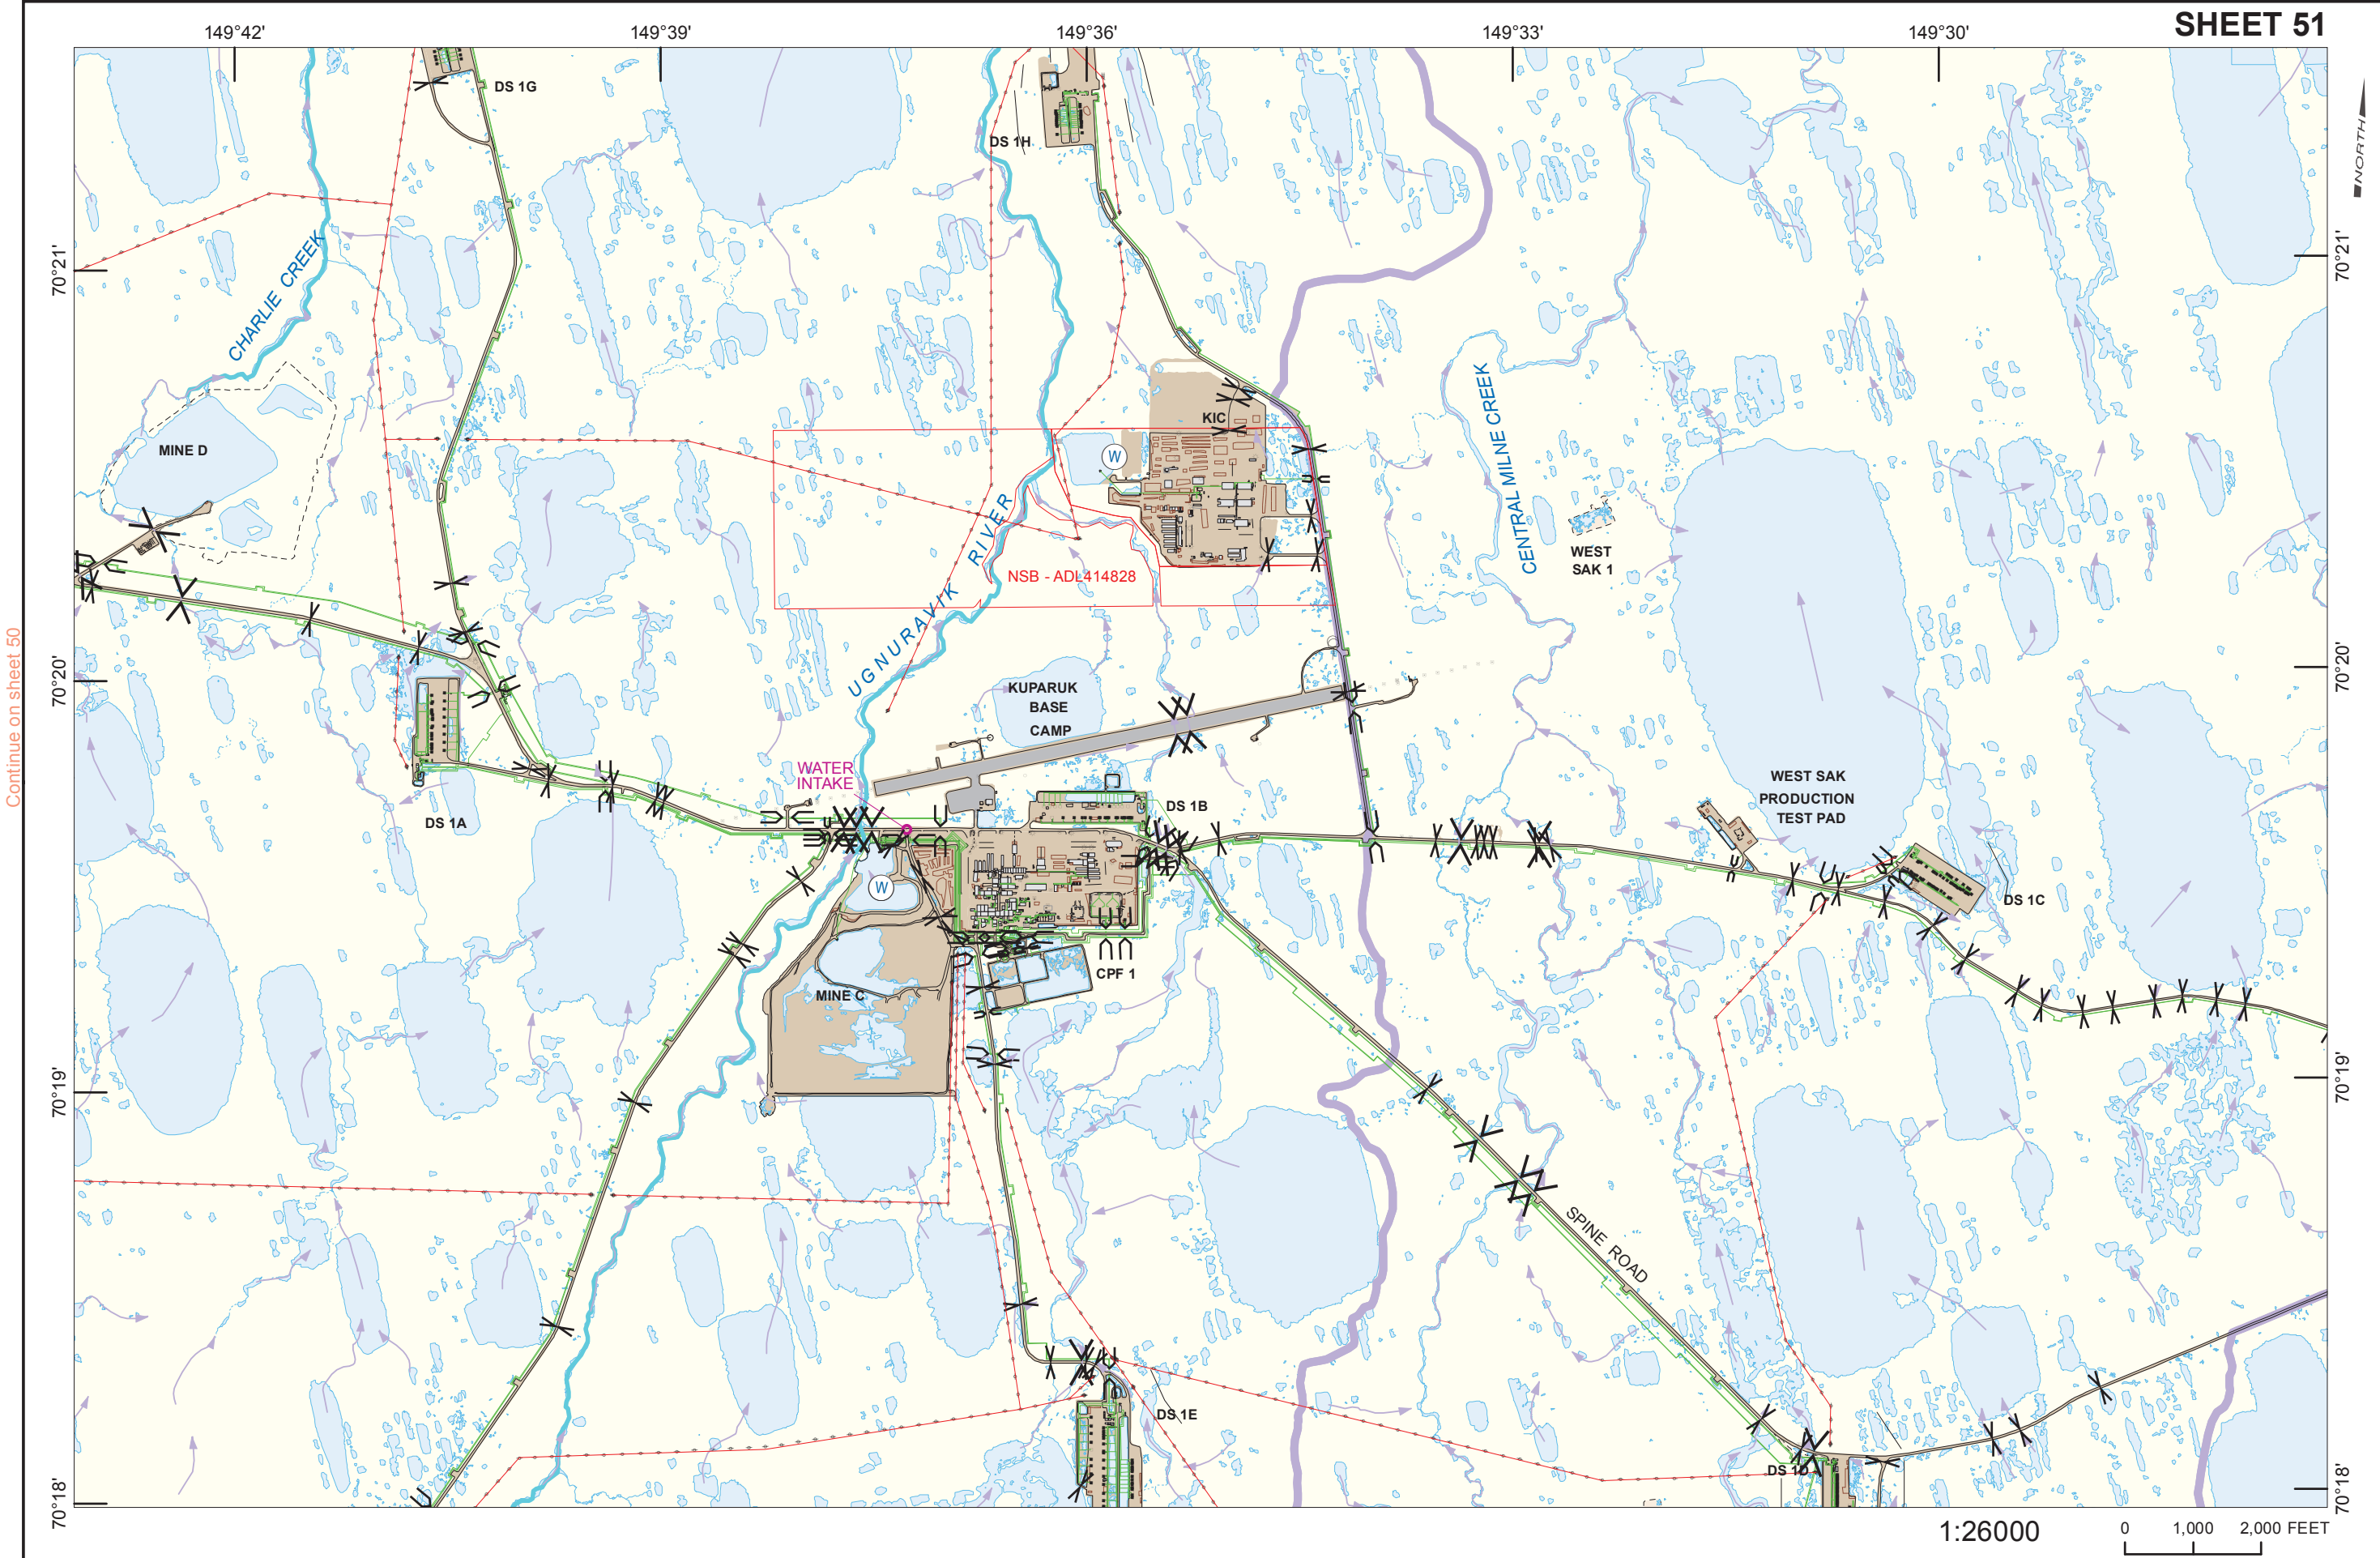 SHEET 51
149°42'
149°39'
149°36'
149°33'
149°30'
NORTH
DS 1G
DS 1H
70°21'
70°21'
CHARLIE CREEK
KIC
MINE D
W
CENTRAL MILNE CREEK
UGNURAVIK RIVER
WEST
SAK 1
NSB - ADL414828
Continue on sheet 50
70°20'
70°20'
KUPARUK
BASE
CAMP
WATER
INTAKE
WEST SAK
PRODUCTION
TEST PAD
DS 1A
DS 1B
W
DS 1C
CPF 1
MINE C
70°19'
70°19'
SPINE ROAD
DS 1E
DS 1D
70°18'
70°18'
1:26000
0 1,000 2,000 FEET